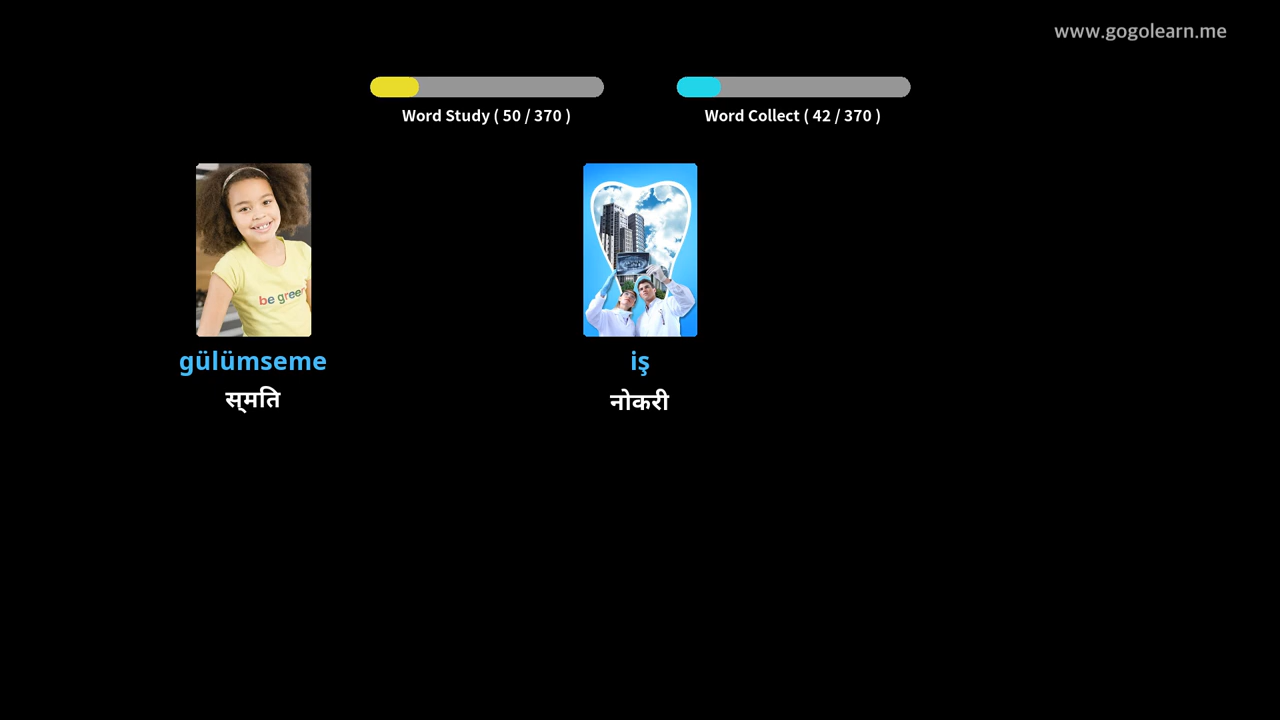 www.gogolearn.me
Word Study ( 50 / 370 )
Word Collect ( 42 / 370 )
be green
gülümseme
iş
स्मति
नोकरी